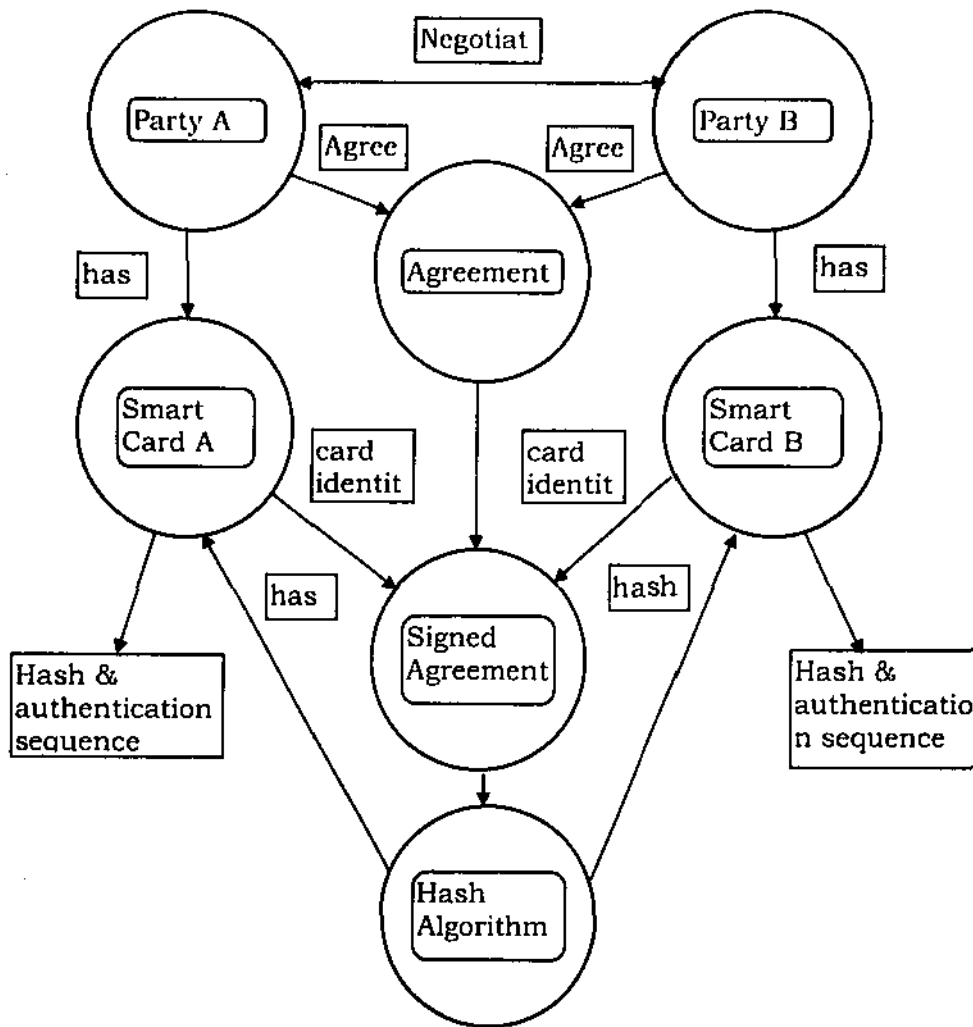 Negotiat
Party A
Party B
Agree
Agree
Agreement
has
has
Smart
Card A
Smart
Card B
card
identit
card
identit
has
hash
Signed
Agreement
Hash &
authentication
sequence
Hash &
authenticatio
n sequence
Hash
Algorithm